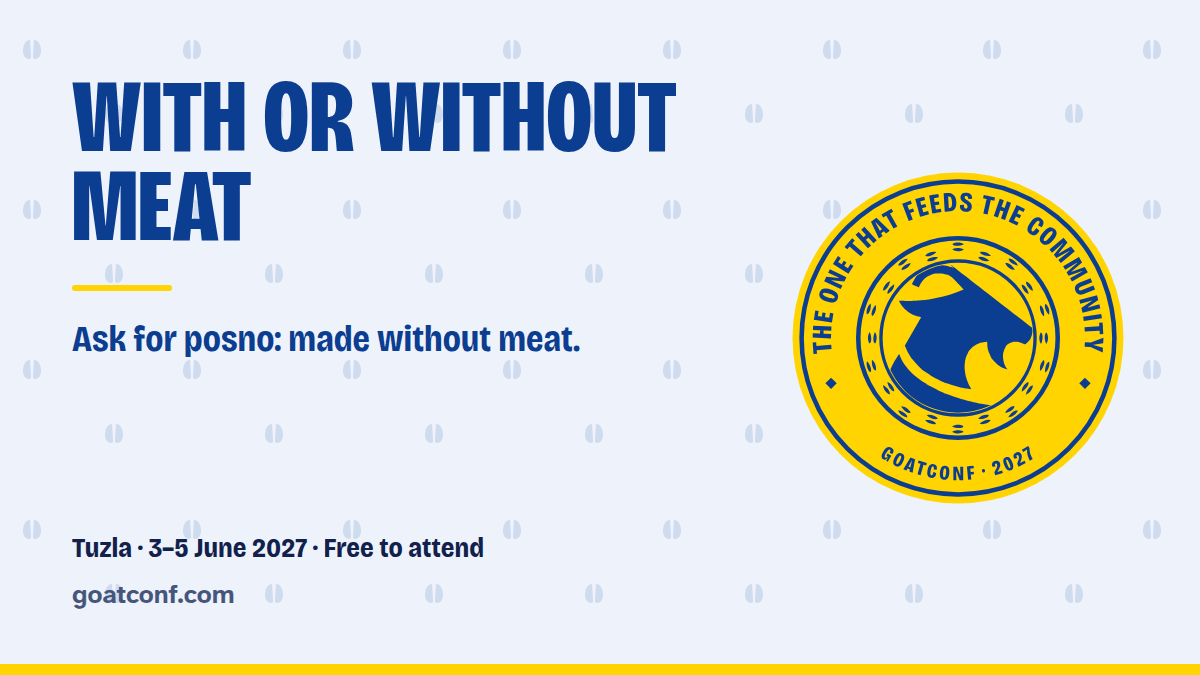 WITH OR WITHOUT
MEAT
Ask for posno: made without meat.
THE ONE THAT FEEDS THE COMMUNITY
GOATCONF · 2027
Tuzla · 3–5 June 2027 · Free to attend
goatconf.com